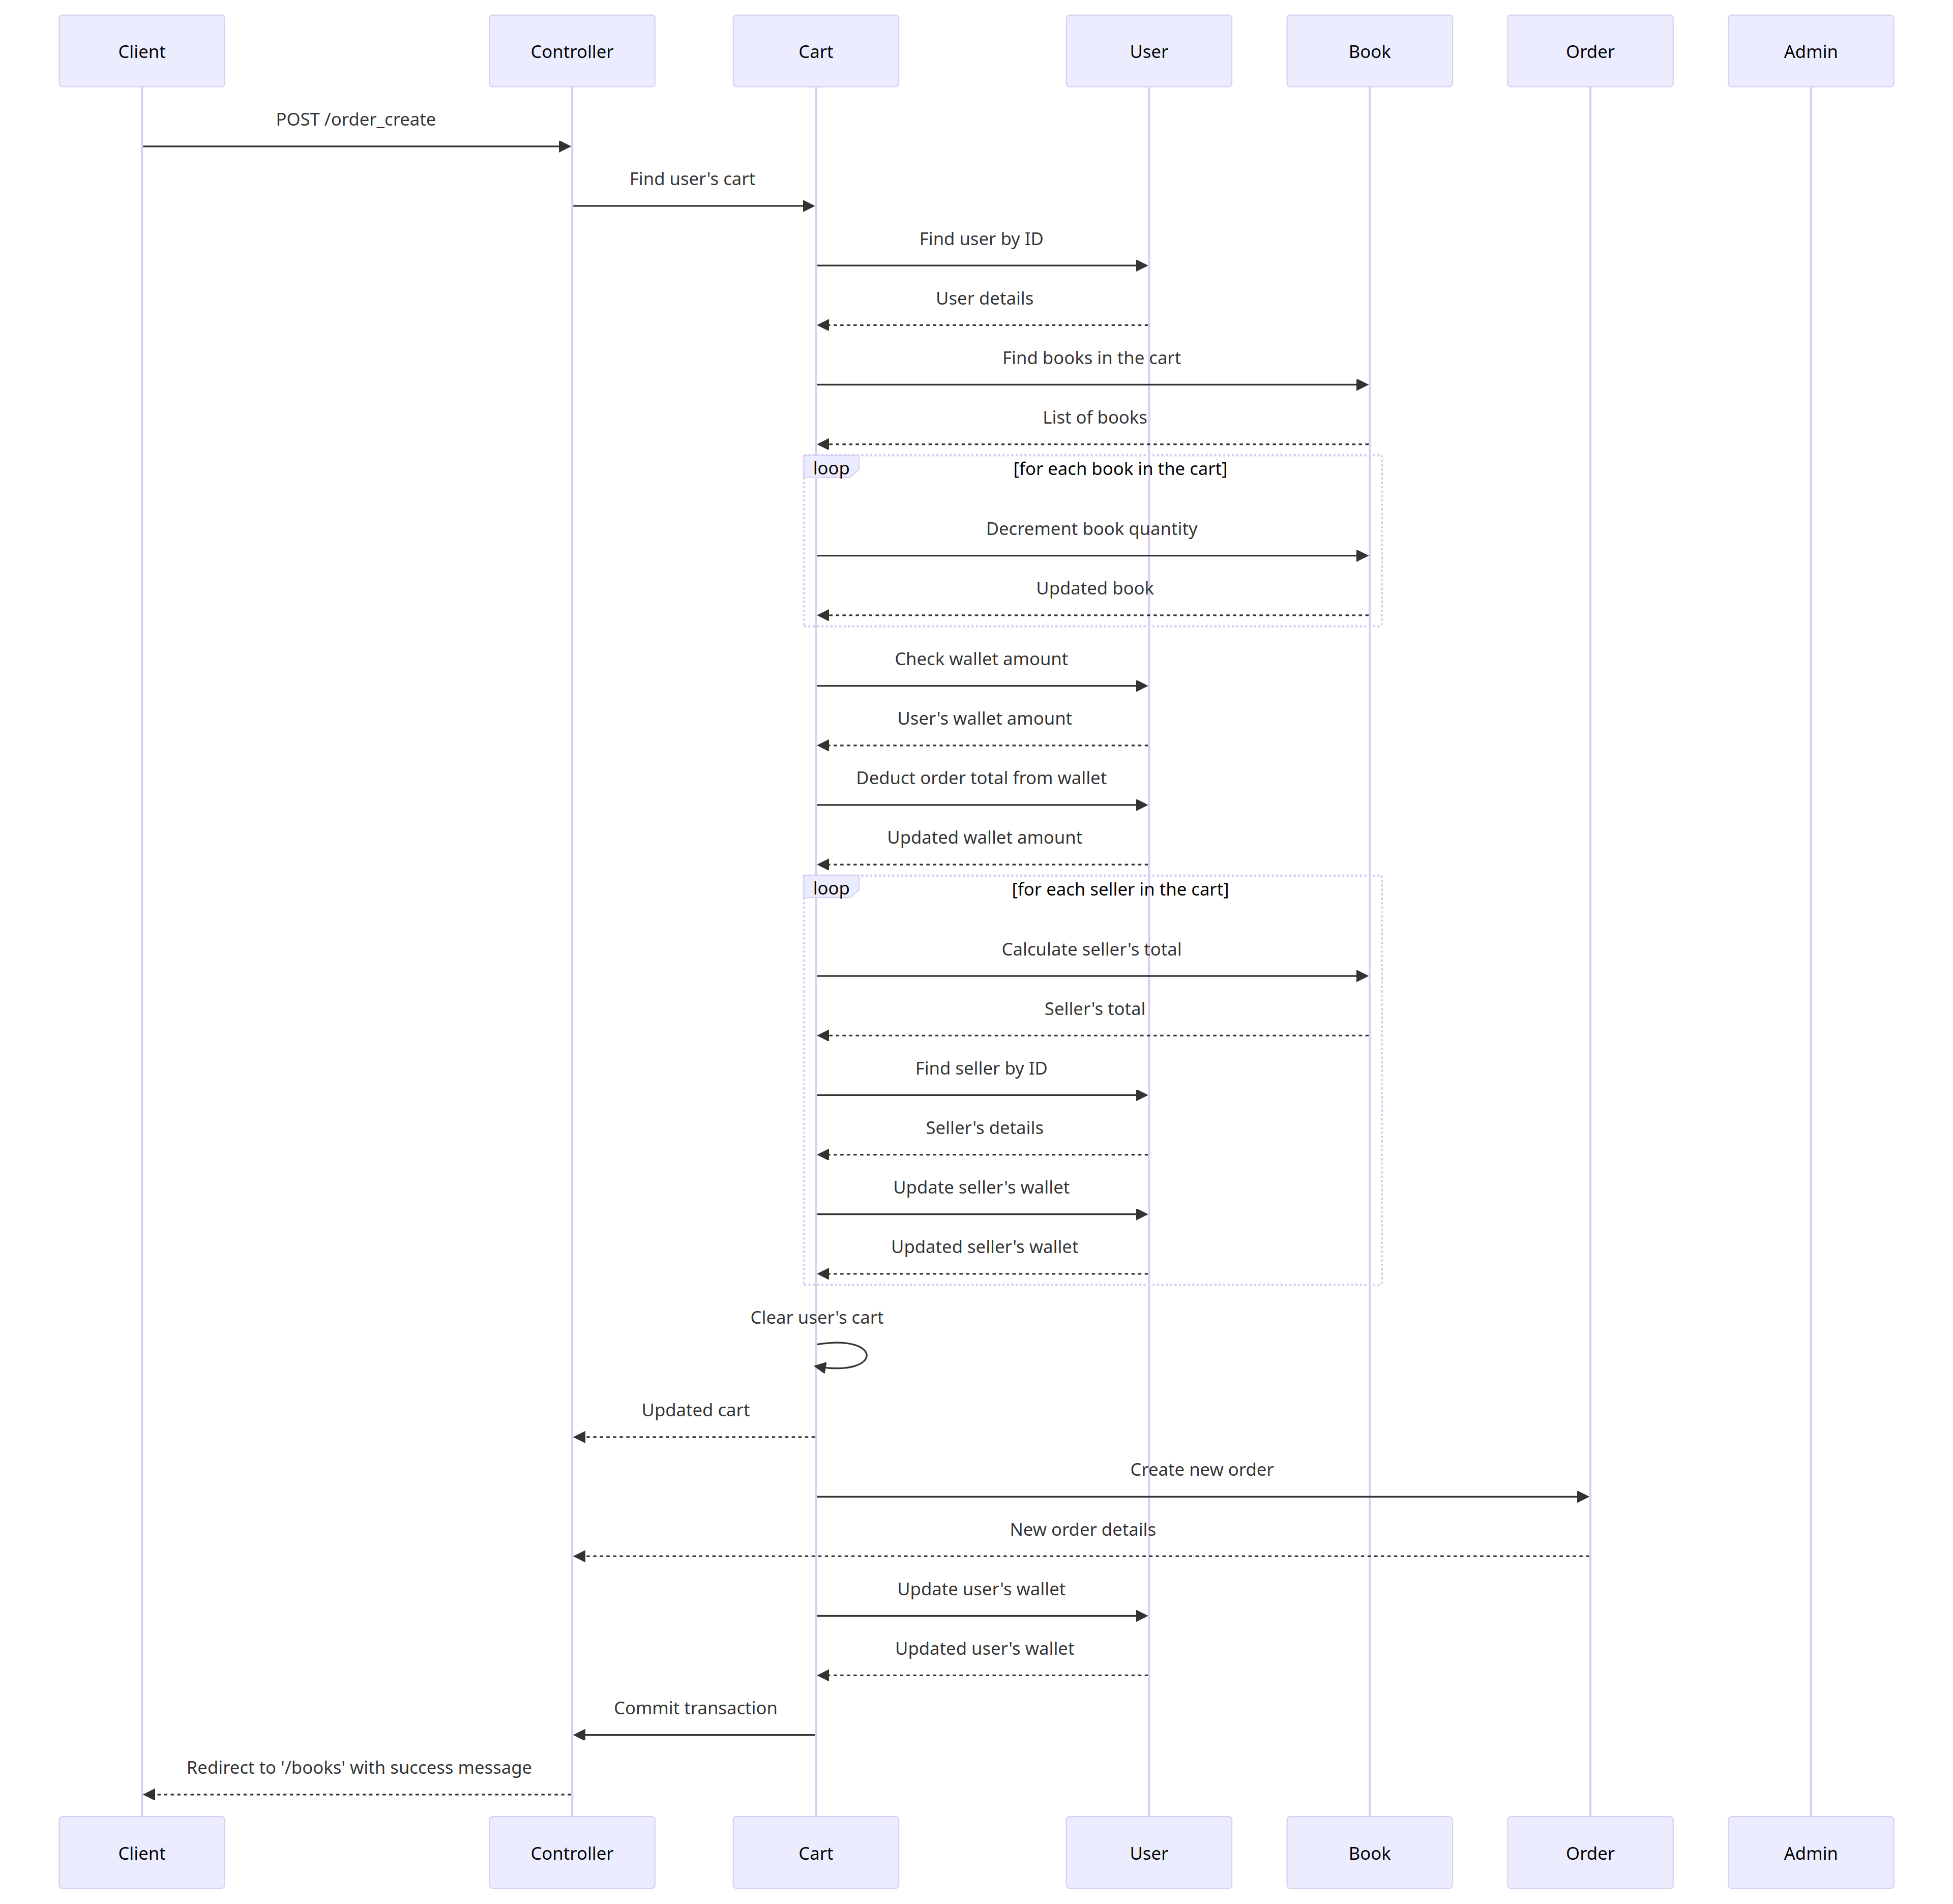 Client
Controller
Cart
User
Book
Order
Admin
POST /order_create
Find user's cart
Find user by ID
User details
Find books in the cart
List of books
loop
[for each book in the cart]
Decrement book quantity
Updated book
Check wallet amount
User's wallet amount
Deduct order total from wallet
Updated wallet amount
loop
[for each seller in the cart]
Calculate seller's total
Seller's total
Find seller by ID
Seller's details
Update seller's wallet
Updated seller's wallet
Clear user's cart
Updated cart
Create new order
New order details
Update user's wallet
Updated user's wallet
Commit transaction
Redirect to '/books' with success message
Client
Controller
Cart
User
Book
Order
Admin